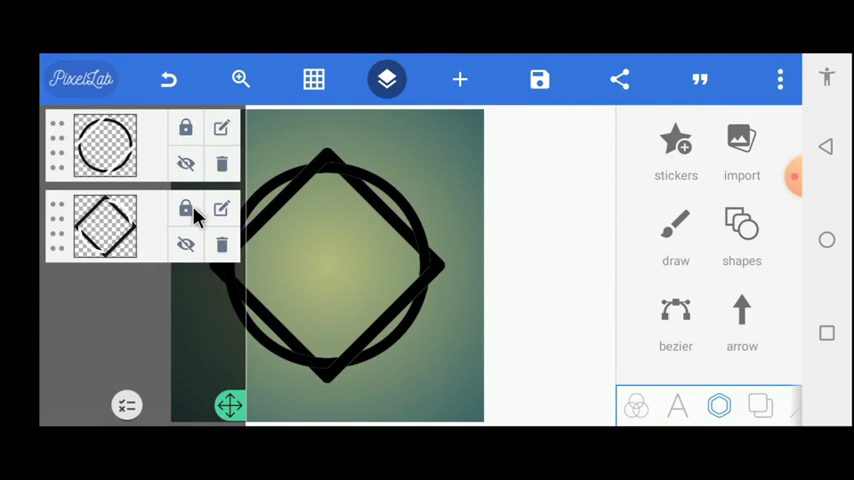 PixelLab
stickers
import
draw
shapes
bezier
arrow